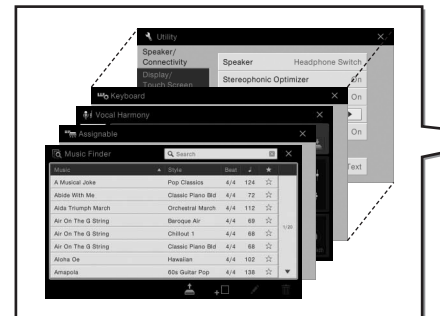 Utility
Speaker/
Connectivity
Speaker Headphone Switch
Display/
Touch Screen
Stereophonic Optimizer On
Keyboard
On
Vocal Harmony
On
Assignable
Text
Music Finder Search
Music Style Beat
A Musical Joke Pop Classics 4/4 124
Abide With Me Classic Piano Bld 4/4 72
Aida Triumph March Orchestral March 4/4 112
Air On The G String Baroque Air 4/4 69
Air On The G String Chillout 1 4/4 68
Air On The G String Classic Piano Bld 4/4 66
Aloha Oe Hawaiian 4/4 102
Amapola 60s Guitar Pop 4/4 138